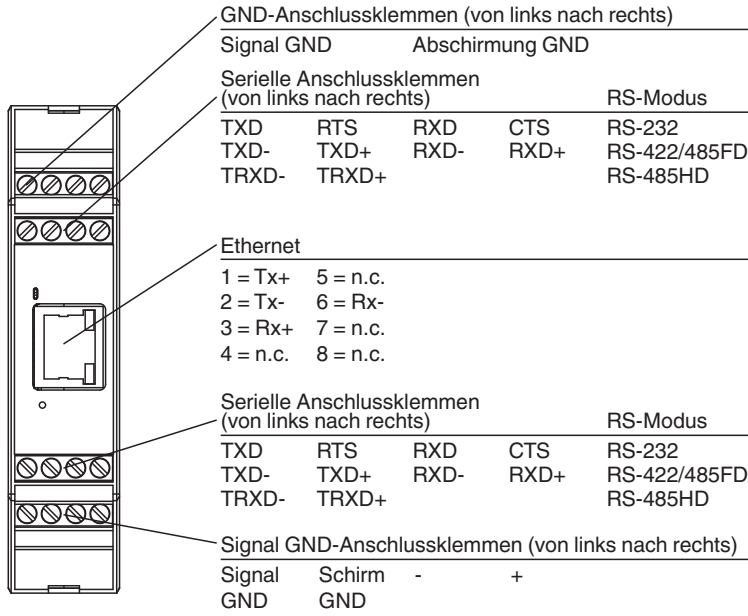 GND-Anschlussklemmen (von links nach rechts)
Signal GND Abschirmung GND
Serielle Anschlussklemmen
(von links nach rechts) RS-Modus
TXD RTS RXD CTS RS-232
TXD- TXD+ RXD- RXD+ RS-422/485FD
TRXD- TRXD+ RS-485HD
Ethernet
1 = Tx+ 5 = n.c.
2 = Tx- 6 = Rx-
3 = Rx+ 7 = n.c.
4 = n.c. 8 = n.c.
Serielle Anschlussklemmen
(von links nach rechts) RS-Modus
TXD RTS RXD CTS RS-232
TXD- TXD+ RXD- RXD+ RS-422/485FD
TRXD- TRXD+ RS-485HD
Signal GND-Anschlussklemmen (von links nach rechts)
Signal Schirm - +
GND GND